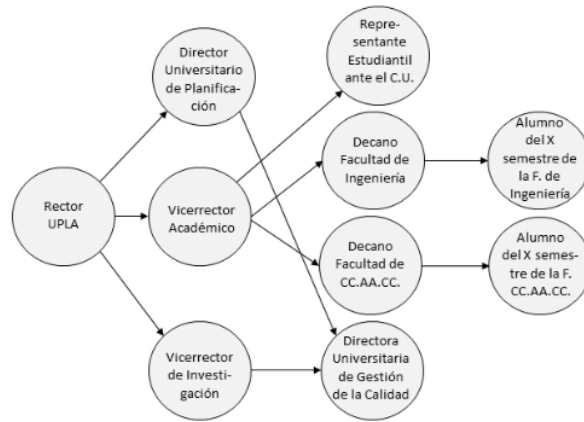 Rector
UPLA
Director
Universitario
de Planifica-
ción
Vicerrector
Académico
Vicerrector
de Investi-
gación
Repre-
sentante
Estudiantil
ante el C.U.
Decano
Facultad de
Ingeniería
Decano
Facultad de
CC.AA.CC.
Directora
Universitaria
de Gestión
de la Calidad
Alumno
del X
semestre de
la F. de
Ingeniería
Alumno
del X semes-
tre de la F.
CC.AA.CC.